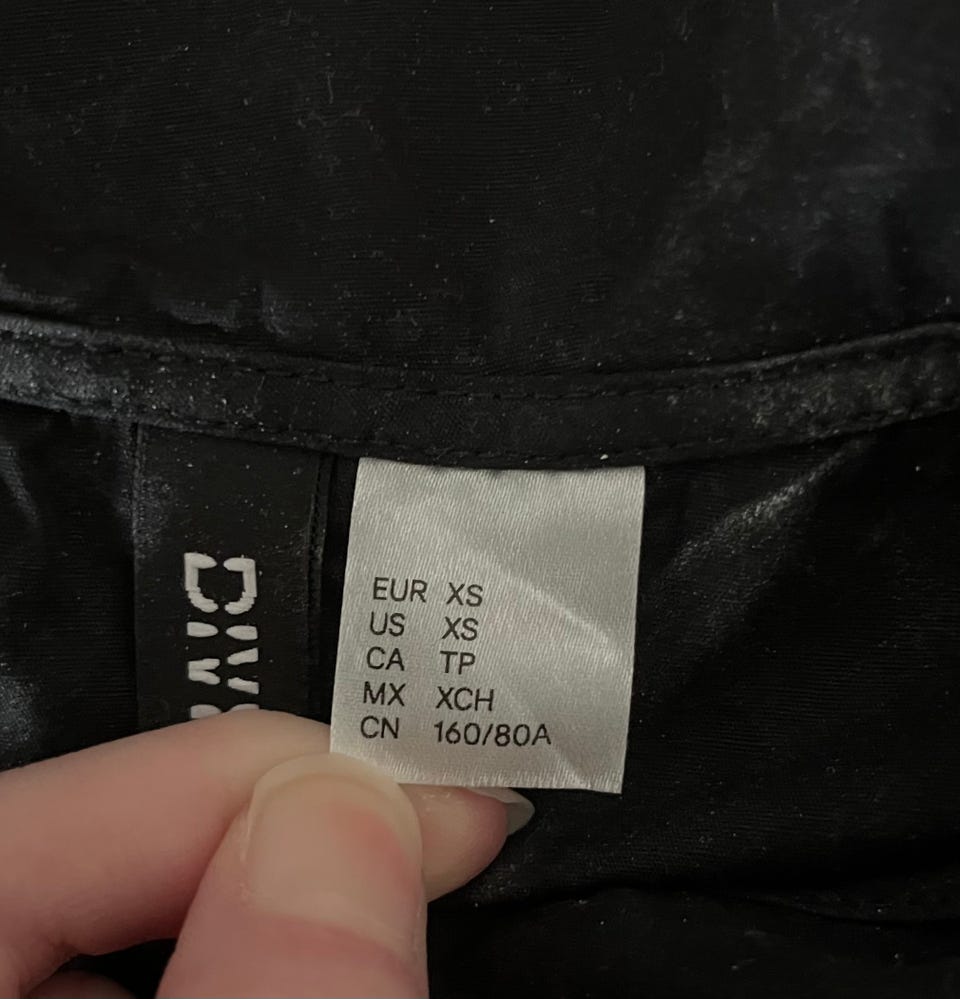 EUR XS
US XS
CA TP
MX XCH
CN 160/80A